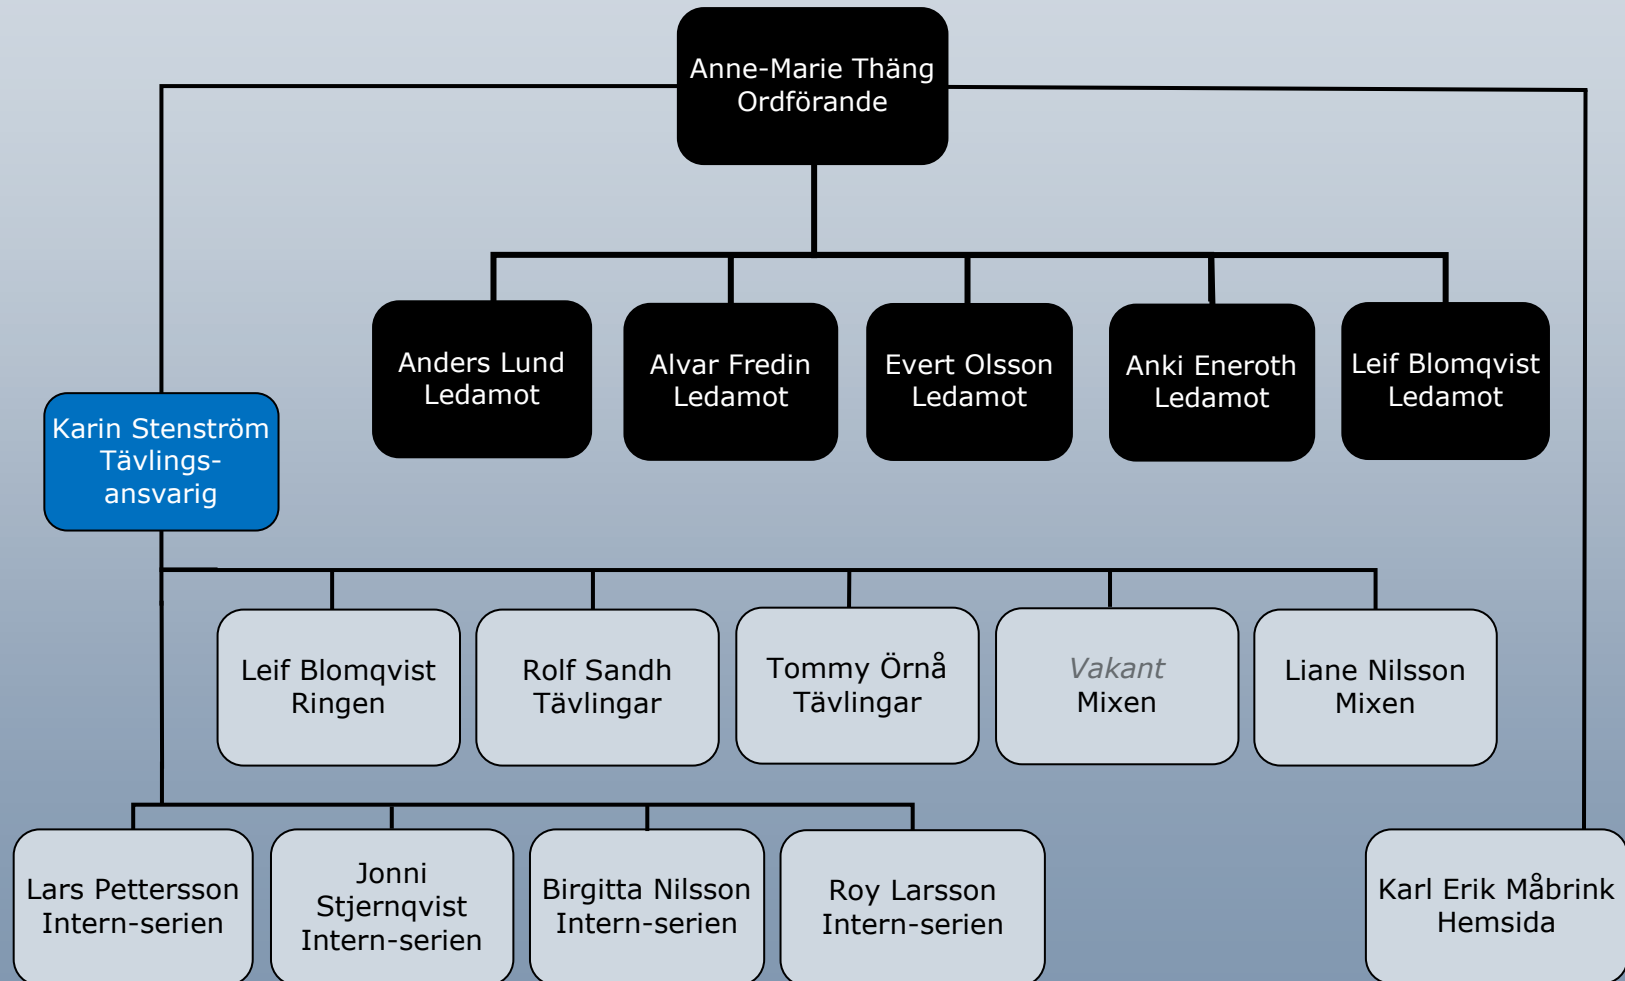 Anne-Marie Thäng
Ordförande
Anders Lund
Ledamot
Alvar Fredin
Ledamot
Evert Olsson
Ledamot
Anki Eneroth
Ledamot
Leif Blomqvist
Ledamot
Karin Stenström
Tävlings-
ansvarig
Leif Blomqvist
Ringen
Rolf Sandh
Tävlingar
Tommy Örnå
Tävlingar
Vakant
Mixen
Liane Nilsson
Mixen
Lars Pettersson
Intern-serien
Jonni
Stjernqvist
Intern-serien
Birgitta Nilsson
Intern-serien
Roy Larsson
Intern-serien
Karl Erik Måbrink
Hemsida